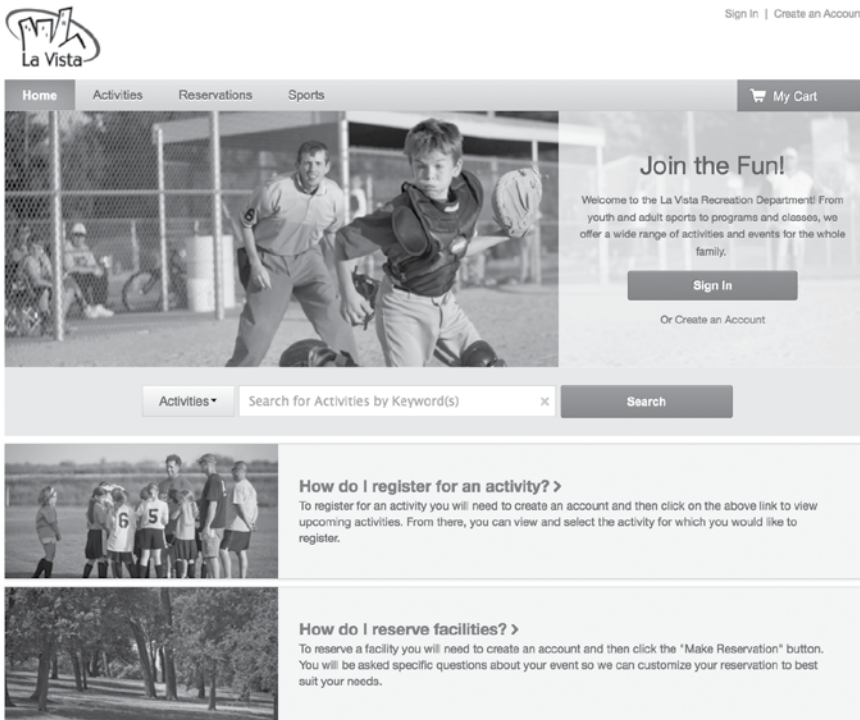 La Vista
Sign In | Create an Accoun
Home Activities Reservations Sports My Cart
6
Join the Fun!
Welcome to the La Vista Recreation Department! From
youth and adult sports to programs and classes, we
offer a wide range of activities and events for the whole
family.
Sign In
Or Create an Account
Activities Search for Activities by Keyword(s) × Search
How do I register for an activity? >
To register for an activity you will need to create an account and then click on the above link to view
upcoming activities. From there, you can view and select the activity for which you would like to
register.
6 5
How do I reserve facilities? >
To reserve a facility you will need to create an account and then click the "Make Reservation" button.
You will be asked specific questions about your event so we can customize your reservation to best
suit your needs.